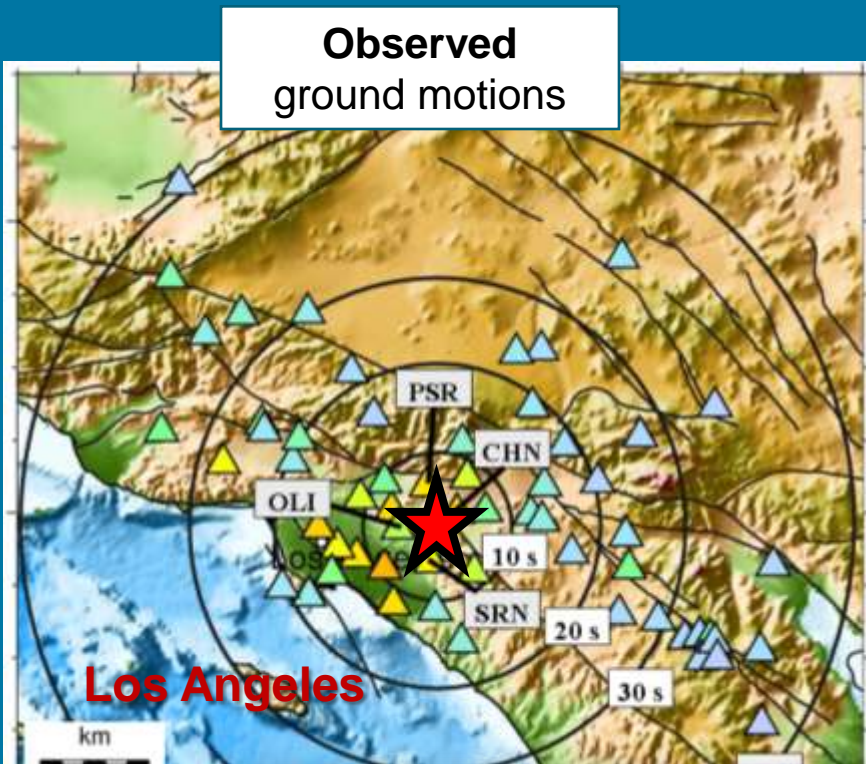 Observed
ground motions
PSR
CHN
OLI
10 s
SRN
20 s
30 s
Los Angeles
km